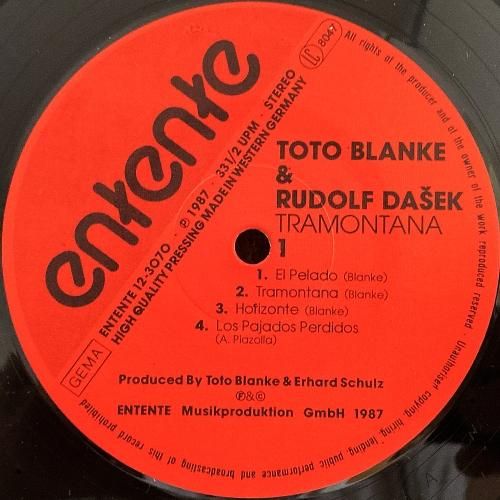 entente
GEMA
ENTENTE 12-3070 · ℗ 1987 · 33 1/2 UPM · STEREO
HIGH QUALITY PRESSING MADE IN WESTERN GERMANY
LC 8047
All rights of the producer and of the owner of the work reproduced reserved · Unauthorised copying, hiring, lending, public performance and broadcasting of this record prohibited
TOTO BLANKE
&
RUDOLF DAŠEK
TRAMONTANA
1
1. El Pelado (Blanke)
2. Tramontana (Blanke)
3. Hotizonte (Blanke)
4. Los Pajados Perdidos
(A. Piazolla)
Produced By Toto Blanke & Erhard Schulz
℗&©
ENTENTE Musikproduktion GmbH 1987